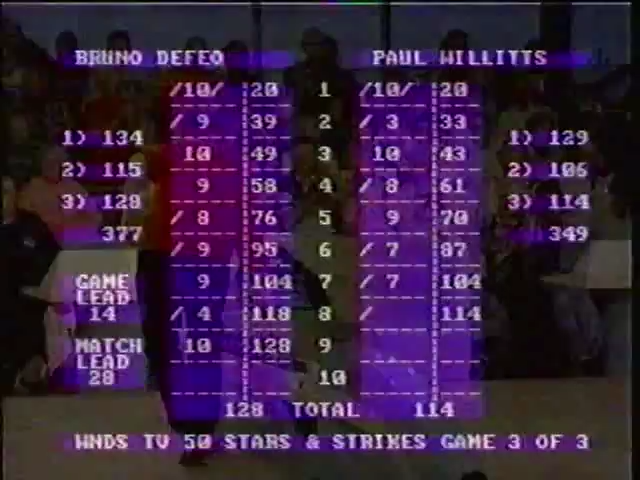 BRUNO DEFEO PAUL WILLITTS
/10/ 20 1 /10/ 20
/ 9 39 2 / 3 33
1) 134 1) 129
10 49 3 10 43
2) 115 2) 106
9 58 4 / 8 61
3) 128 3) 114
/ 8 76 5 9 70
377 349
/ 9 95 6 / 7 87
GAME 9 104 7 / 7 104
LEAD
14 / 4 118 8 / 114
MATCH 10 128 9
LEAD
28 10
128 TOTAL 114
WNDS TV 50 STARS & STRIKES GAME 3 OF 3